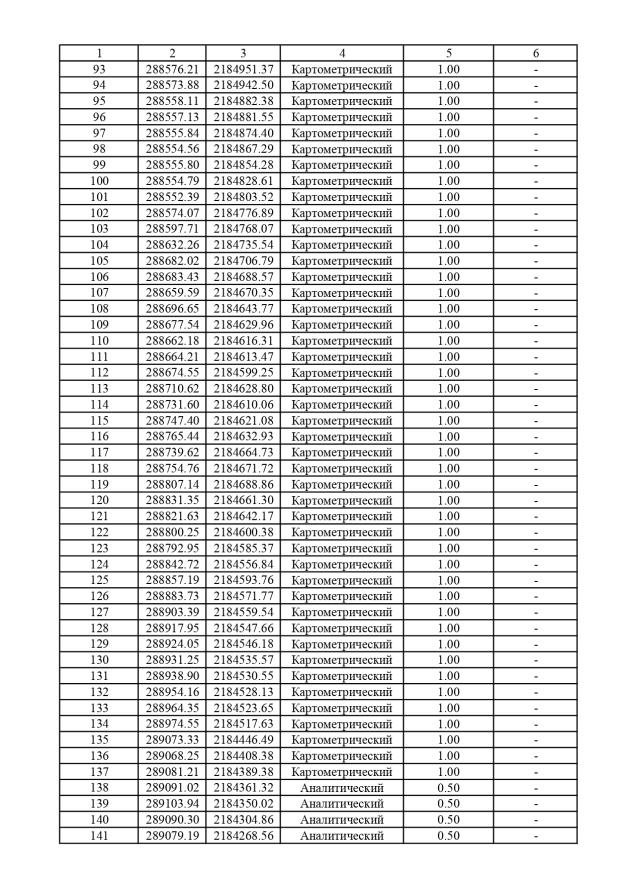 1 2 3 4 5 6
93 288576.21 2184951.37 Картометрический 1.00 -
94 288573.88 2184942.50 Картометрический 1.00 -
95 288558.11 2184882.38 Картометрический 1.00 -
96 288557.13 2184881.55 Картометрический 1.00 -
97 288555.84 2184874.40 Картометрический 1.00 -
98 288554.56 2184867.29 Картометрический 1.00 -
99 288555.80 2184854.28 Картометрический 1.00 -
100 288554.79 2184828.61 Картометрический 1.00 -
101 288552.39 2184803.52 Картометрический 1.00 -
102 288574.07 2184776.89 Картометрический 1.00 -
103 288597.71 2184768.07 Картометрический 1.00 -
104 288632.26 2184735.54 Картометрический 1.00 -
105 288682.02 2184706.79 Картометрический 1.00 -
106 288683.43 2184688.57 Картометрический 1.00 -
107 288659.59 2184670.35 Картометрический 1.00 -
108 288696.65 2184643.77 Картометрический 1.00 -
109 288677.54 2184629.96 Картометрический 1.00 -
110 288662.18 2184616.31 Картометрический 1.00 -
111 288664.21 2184613.47 Картометрический 1.00 -
112 288674.55 2184599.25 Картометрический 1.00 -
113 288710.62 2184628.80 Картометрический 1.00 -
114 288731.60 2184610.06 Картометрический 1.00 -
115 288747.40 2184621.08 Картометрический 1.00 -
116 288765.44 2184632.93 Картометрический 1.00 -
117 288739.62 2184664.73 Картометрический 1.00 -
118 288754.76 2184671.72 Картометрический 1.00 -
119 288807.14 2184688.86 Картометрический 1.00 -
120 288831.35 2184661.30 Картометрический 1.00 -
121 288821.63 2184642.17 Картометрический 1.00 -
122 288800.25 2184600.38 Картометрический 1.00 -
123 288792.95 2184585.37 Картометрический 1.00 -
124 288842.72 2184556.84 Картометрический 1.00 -
125 288857.19 2184593.76 Картометрический 1.00 -
126 288883.73 2184571.77 Картометрический 1.00 -
127 288903.39 2184559.54 Картометрический 1.00 -
128 288917.95 2184547.66 Картометрический 1.00 -
129 288924.05 2184546.18 Картометрический 1.00 -
130 288931.25 2184535.57 Картометрический 1.00 -
131 288938.90 2184530.55 Картометрический 1.00 -
132 288954.16 2184528.13 Картометрический 1.00 -
133 288964.35 2184523.65 Картометрический 1.00 -
134 288974.55 2184517.63 Картометрический 1.00 -
135 289073.33 2184446.49 Картометрический 1.00 -
136 289068.25 2184408.38 Картометрический 1.00 -
137 289081.21 2184389.38 Картометрический 1.00 -
138 289091.02 2184361.32 Аналитический 0.50 -
139 289103.94 2184350.02 Аналитический 0.50 -
140 289090.30 2184304.86 Аналитический 0.50 -
141 289079.19 2184268.56 Аналитический 0.50 -